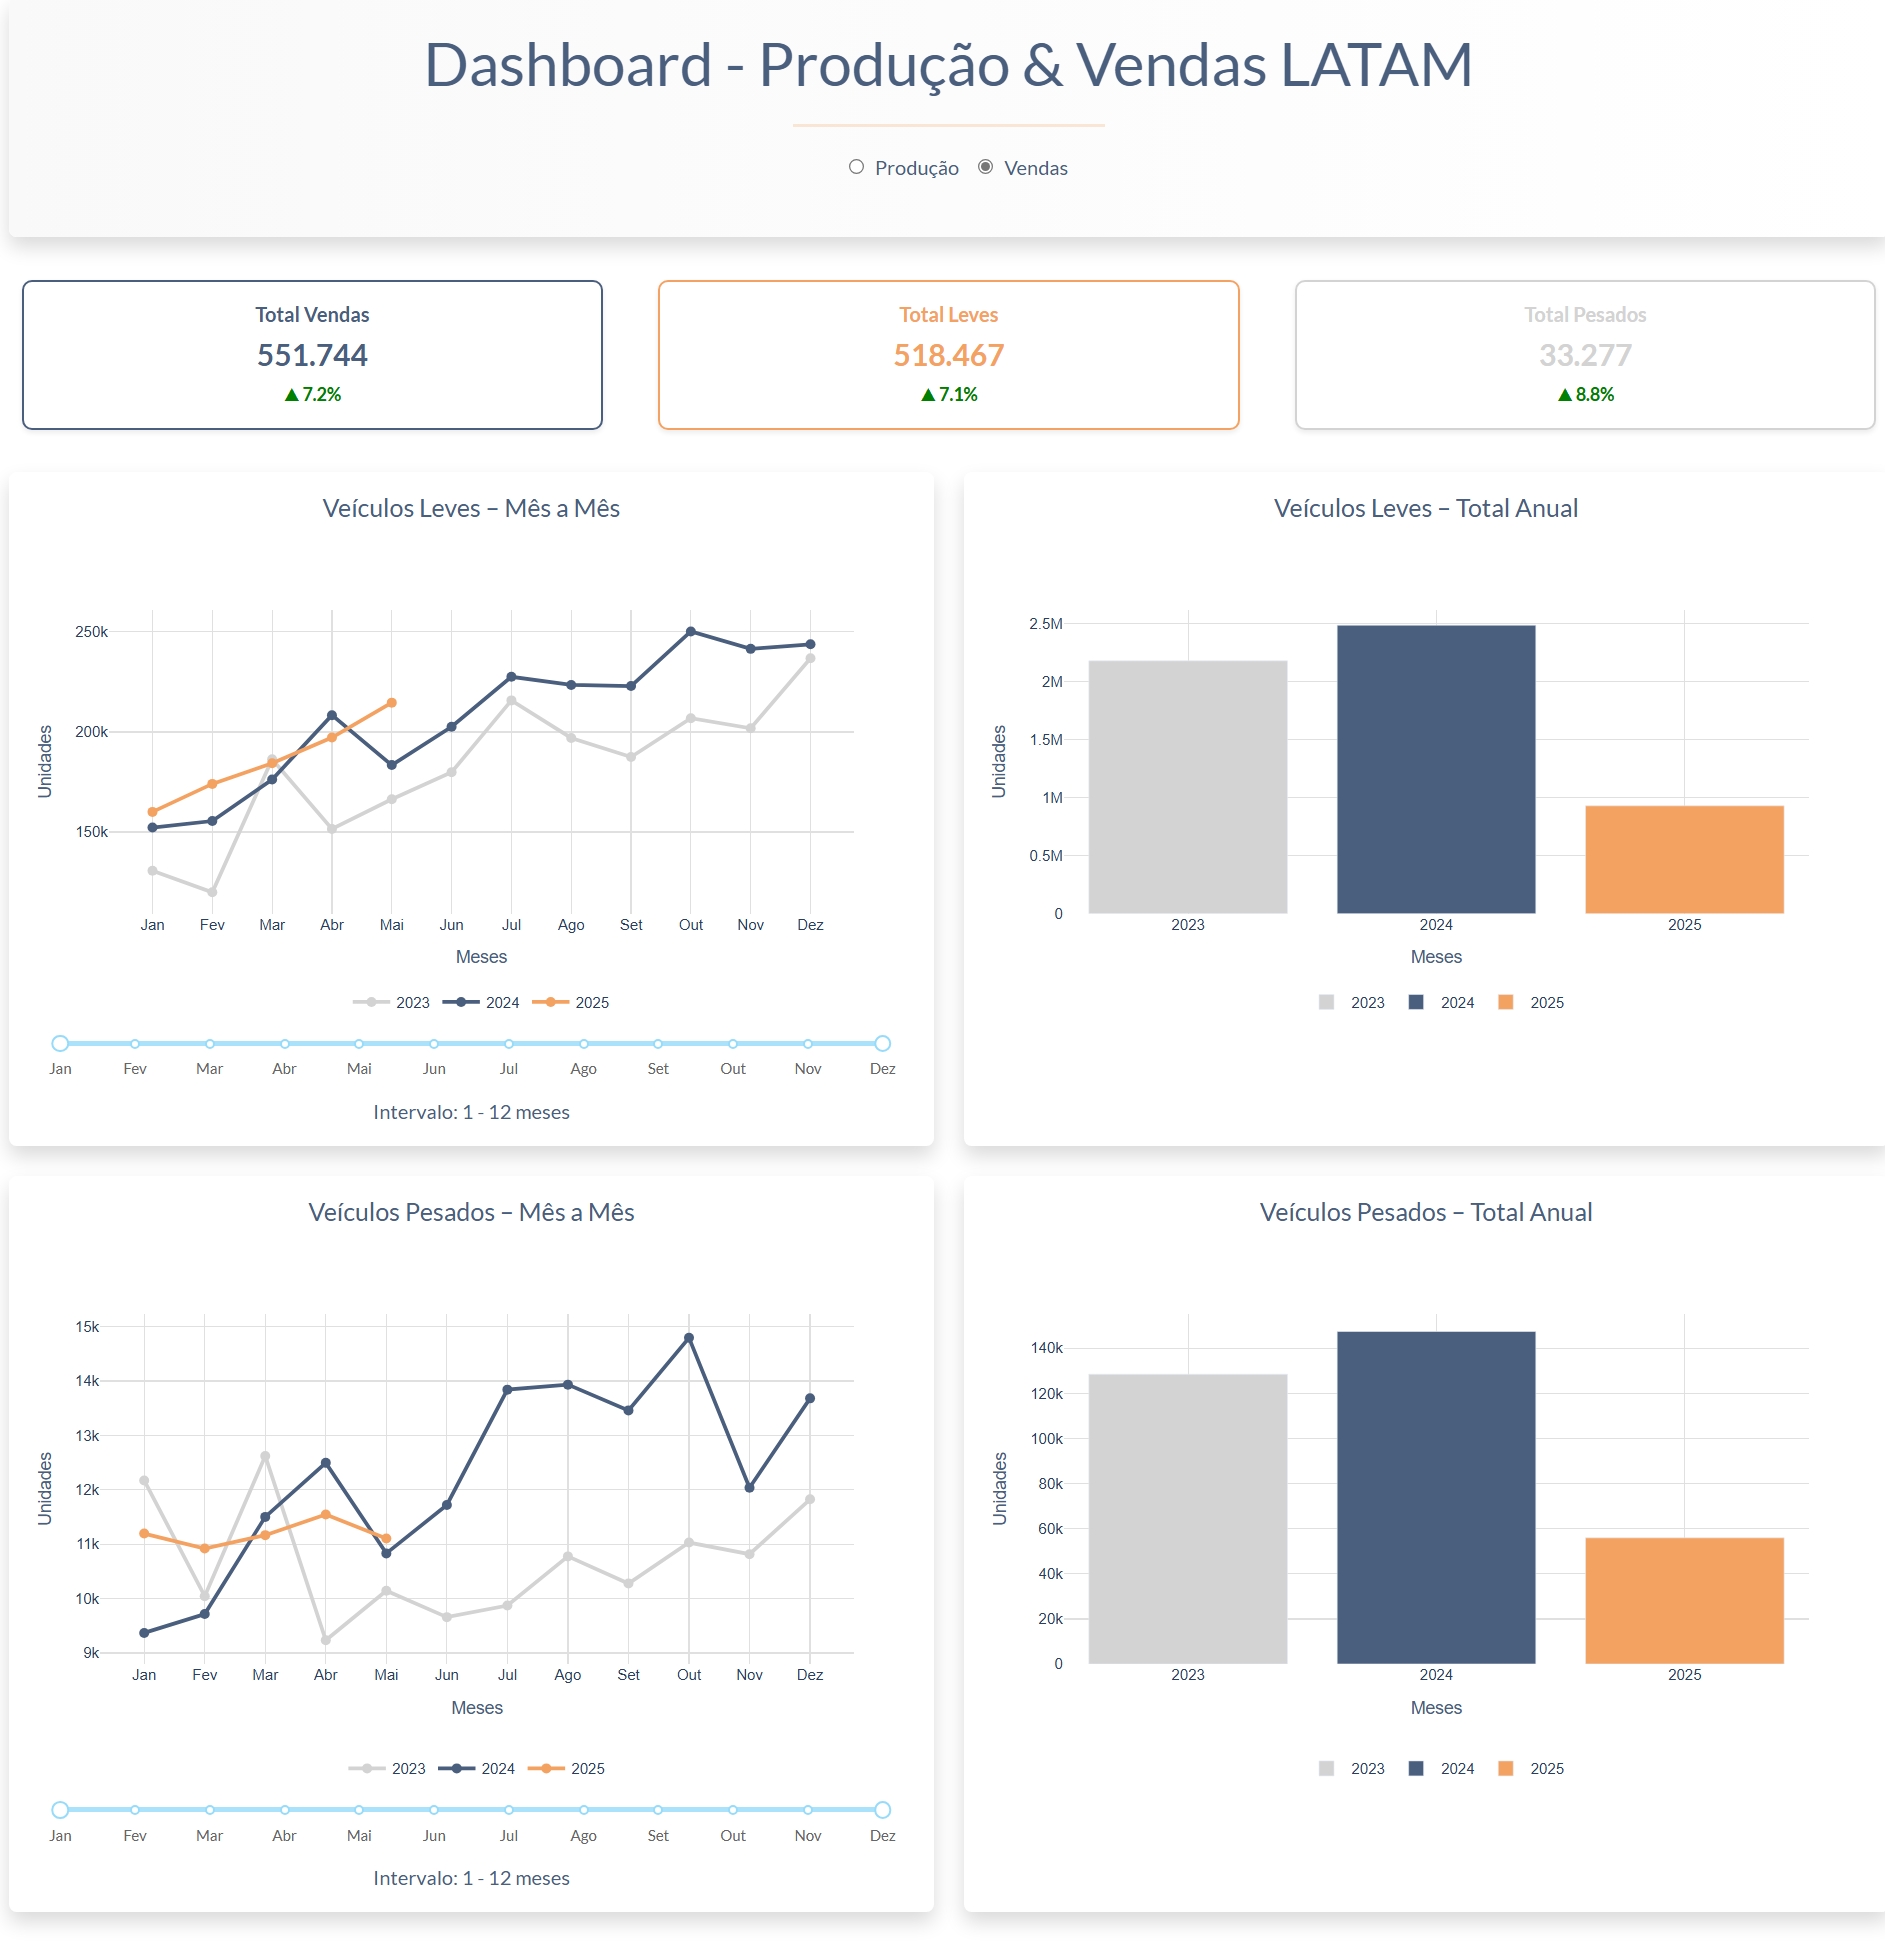 Dashboard - Produção & Vendas LATAM
Produção Vendas
Total Vendas
551.744
▲ 7.2%
Total Leves
518.467
▲ 7.1%
Total Pesados
33.277
▲ 8.8%
Veículos Leves – Mês a Mês
Unidades
250k
200k
150k
Jan Fev Mar Abr Mai Jun Jul Ago Set Out Nov Dez
Meses
2023 2024 2025
Jan Fev Mar Abr Mai Jun Jul Ago Set Out Nov Dez
Intervalo: 1 - 12 meses
Veículos Leves – Total Anual
Unidades
2.5M
2M
1.5M
1M
0.5M
0
2023 2024 2025
Meses
2023 2024 2025
Veículos Pesados – Mês a Mês
Unidades
15k
14k
13k
12k
11k
10k
9k
Jan Fev Mar Abr Mai Jun Jul Ago Set Out Nov Dez
Meses
2023 2024 2025
Jan Fev Mar Abr Mai Jun Jul Ago Set Out Nov Dez
Intervalo: 1 - 12 meses
Veículos Pesados – Total Anual
Unidades
140k
120k
100k
80k
60k
40k
20k
0
2023 2024 2025
Meses
2023 2024 2025